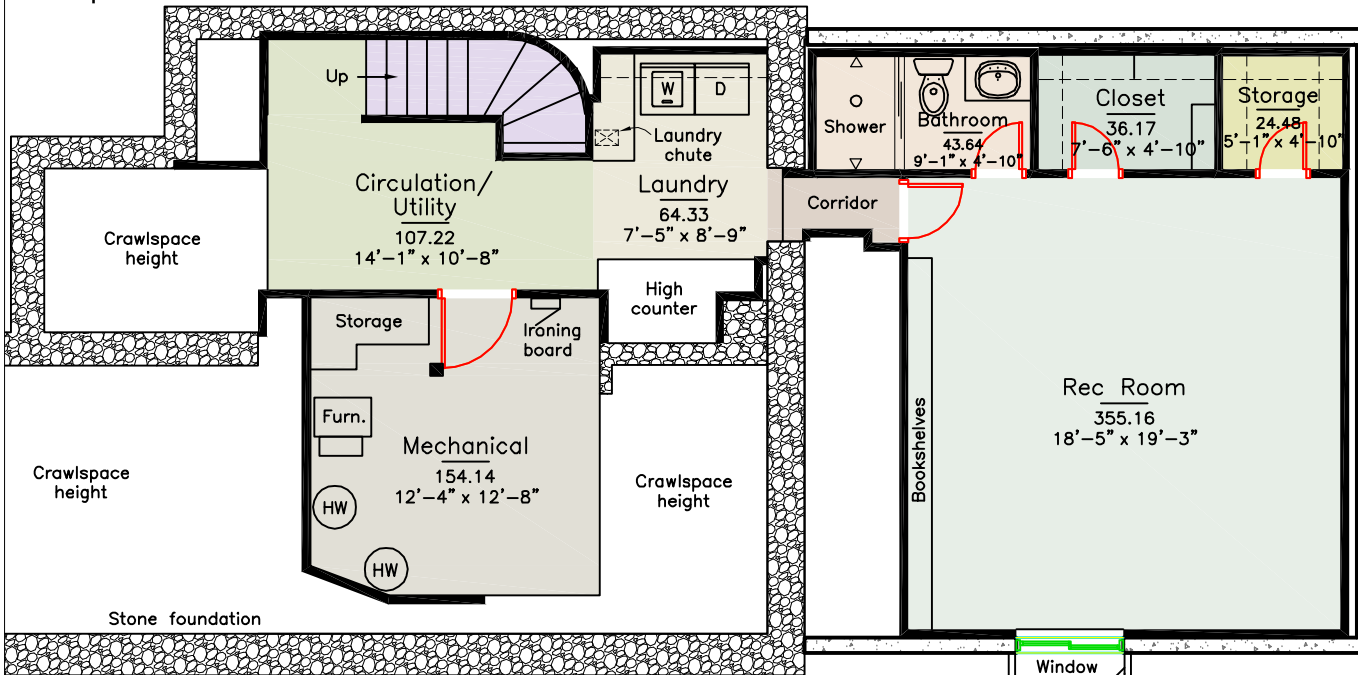 Up
W
D
Laundry
chute
Shower
Bathroom
43.64
9'-1" x 4'-10"
Closet
36.17
7'-6" x 4'-10"
Storage
24.48
5'-1" x 4'-10"
Circulation/
Utility
107.22
14'-1" x 10'-8"
Laundry
64.33
7'-5" x 8'-9"
Corridor
Crawlspace
height
High
counter
Storage
Ironing
board
Furn.
Mechanical
154.14
12'-4" x 12'-8"
HW
HW
Crawlspace
height
Crawlspace
height
Bookshelves
Rec Room
355.16
18'-5" x 19'-3"
Stone foundation
Window